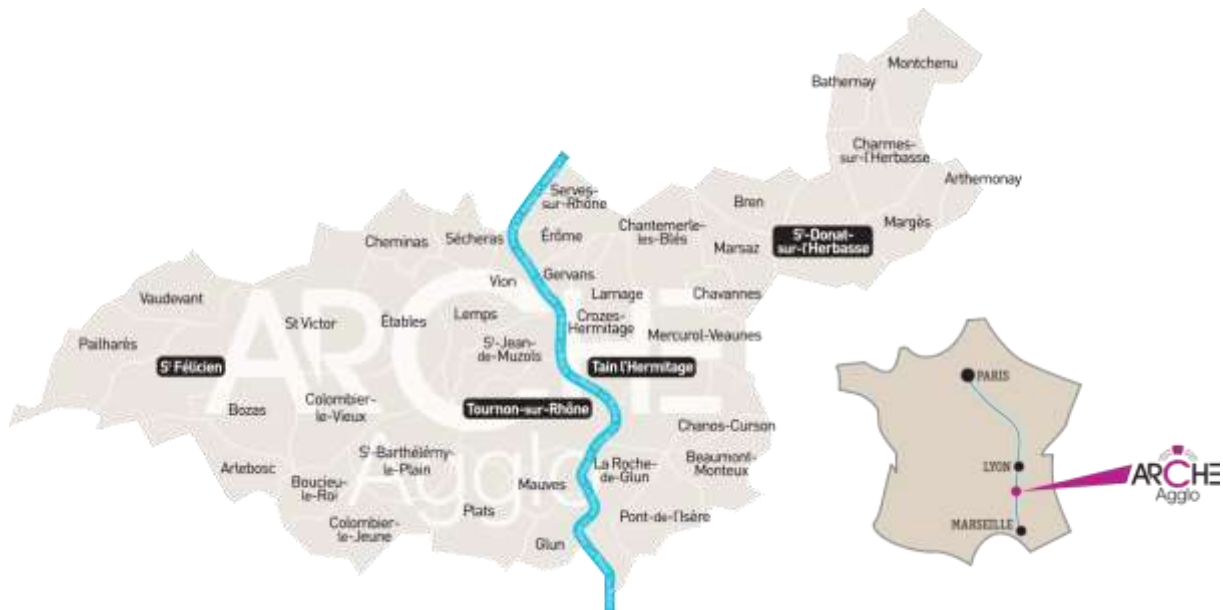 Montchenu
Bathernay
Charmes-
sur-l'Herbasse
Arthemonay
Serves-
sur-Rhône
Bren
Margès
Chantemerle-
les-Blés
Sᵗ-Donat-
sur-l'Herbasse
Cheminas
Sécheras
Érôme
Marsaz
Vion
Gervans
Larnage
Chavannes
Vaudevant
St Victor
Étables
Lemps
Crozes-
Hermitage
Mercurol-Veaunes
Pailharès
Sᵗ-Jean-
de-Muzols
Sᵗ Félicien
Tain l'Hermitage
ARCHE
Agglo
Bozas
Colombier-
le-Vieux
Tournon-sur-Rhône
Chanos-Curson
Arlebosc
Sᵗ-Barthélémy-
le-Plain
La Roche-
de-Glun
Beaumont-
Monteux
Boucieu-
le-Roi
Mauves
Plats
Pont-de-l'Isère
Colombier-
le-Jeune
Glun
PARIS
LYON
ARCHE
Agglo
MARSEILLE